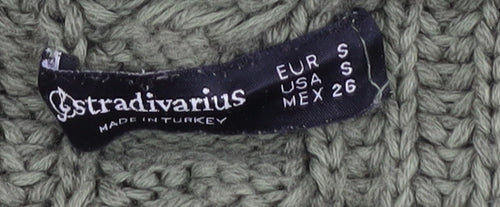 stradivarius
MADE IN TURKEY
EUR S
USA S
MEX 26